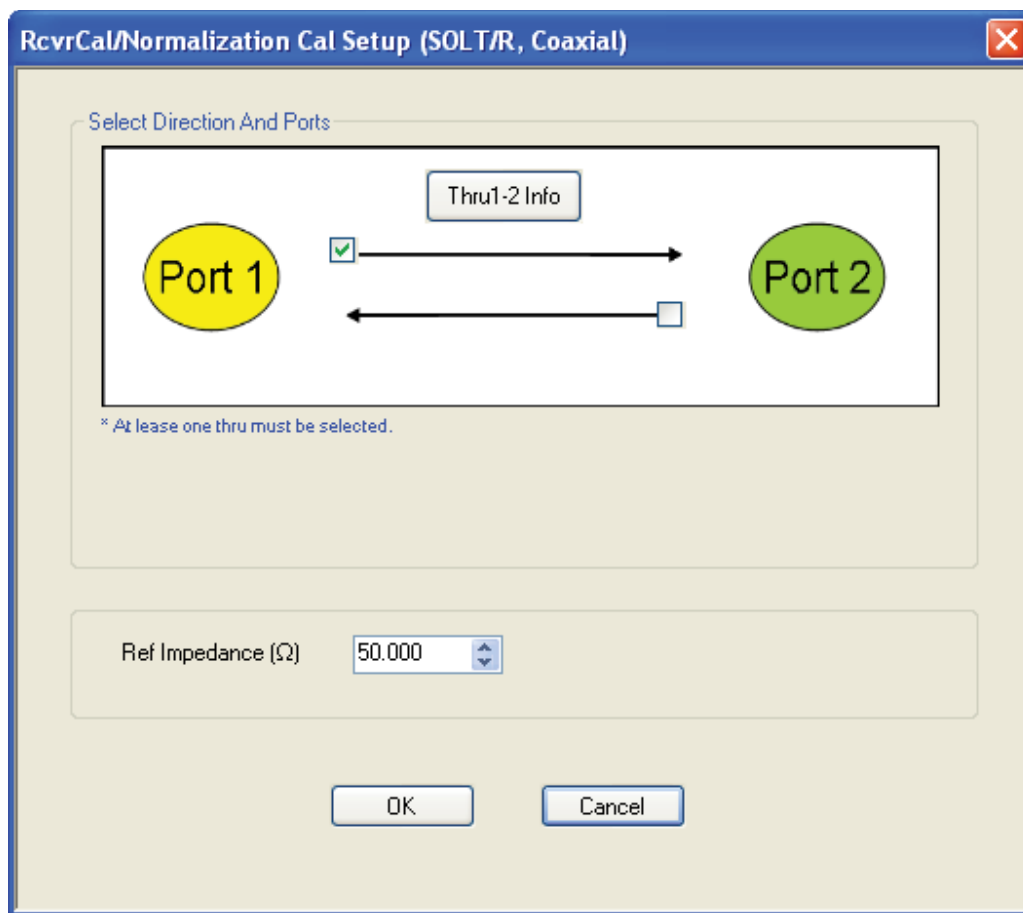 RcvrCal/Normalization Cal Setup (SOLT/R, Coaxial)
Select Direction And Ports
Thru1-2 Info
Port 1
Port 2
* At lease one thru must be selected.
Ref Impedance (Ω) 50.000
OK Cancel